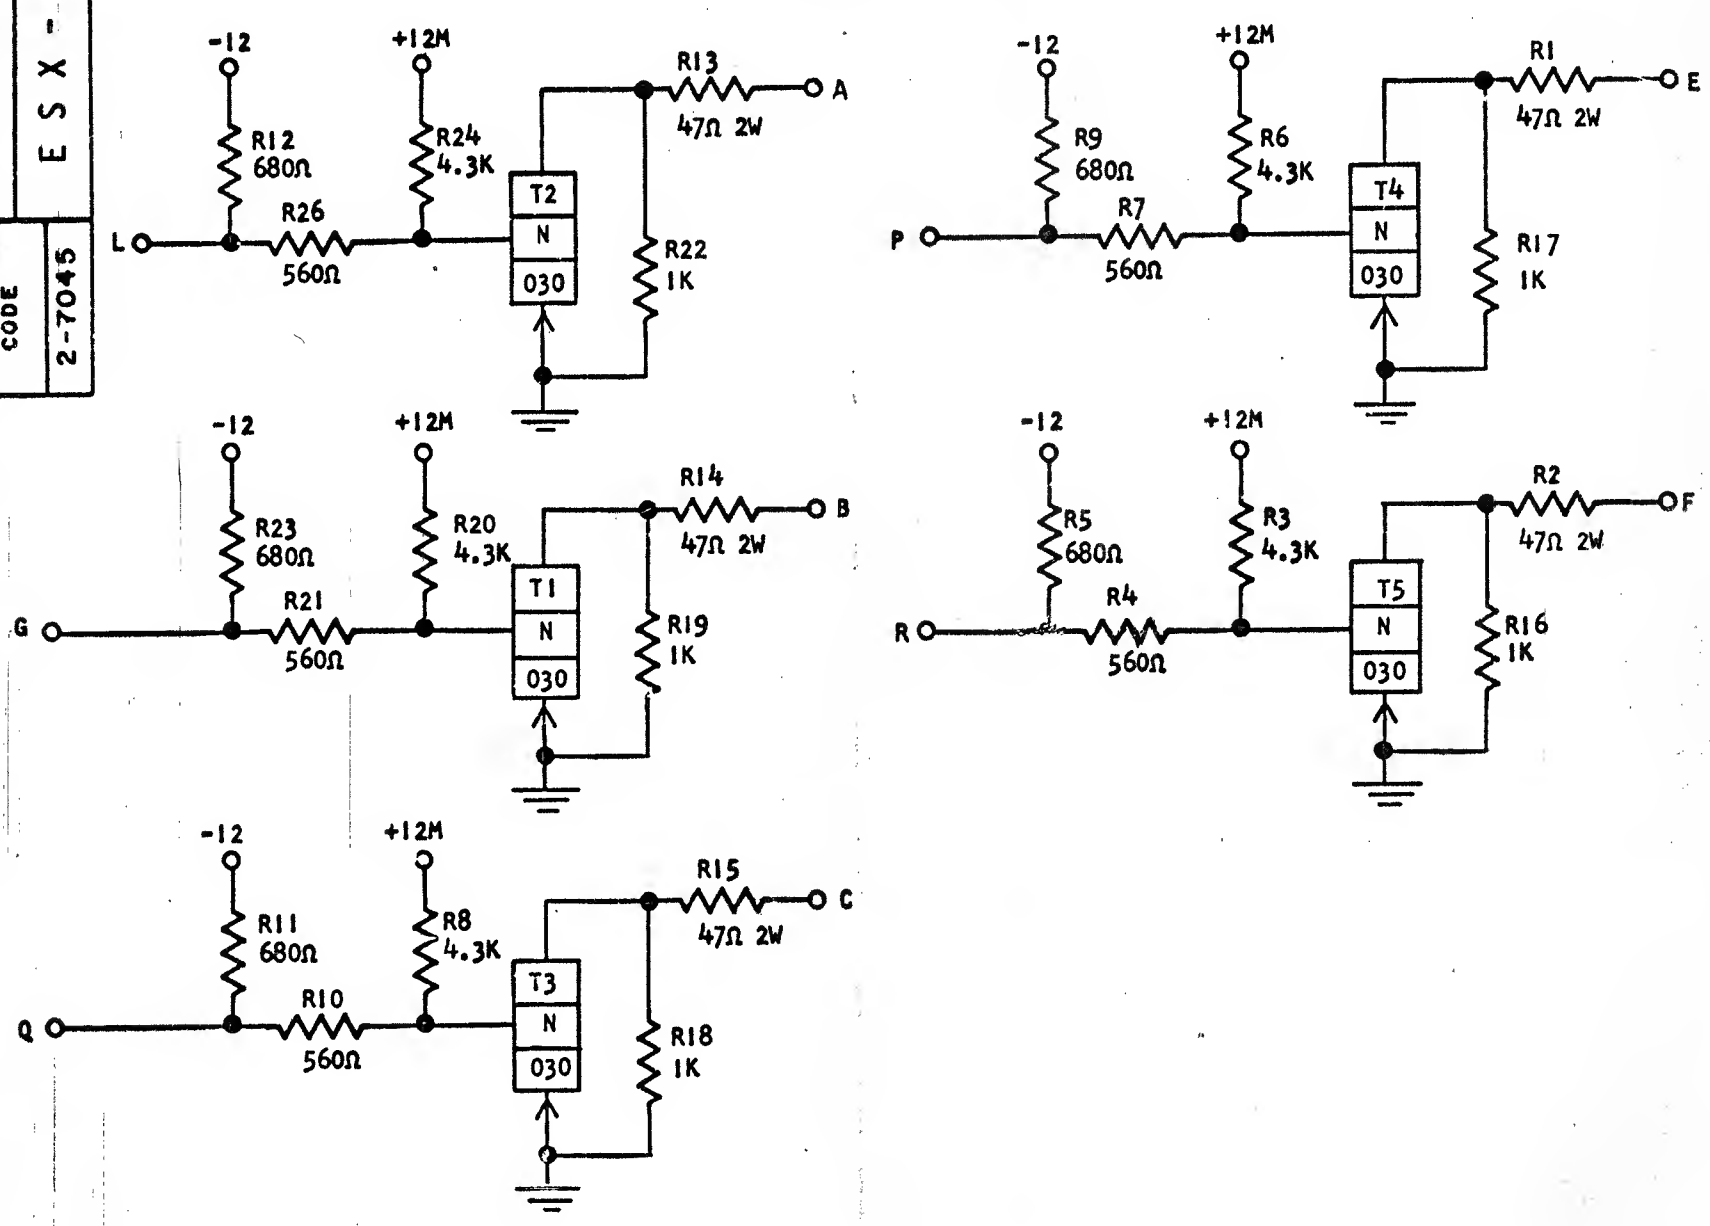 E S X -
CODE
2-7045
-12
+12M
R12
680Ω
R24
4.3K
R13
47Ω 2W
A
L
R26
560Ω
T2
N
030
R22
1K
-12
+12M
R9
680Ω
R6
4.3K
R1
47Ω 2W
E
P
R7
560Ω
T4
N
030
R17
1K
-12
+12M
R23
680Ω
R20
4.3K
R14
47Ω 2W
B
G
R21
560Ω
T1
N
030
R19
1K
-12
+12M
R5
680Ω
R3
4.3K
R2
47Ω 2W
F
R
R4
560Ω
T5
N
030
R16
1K
-12
+12M
R11
680Ω
R8
4.3K
R15
47Ω 2W
C
Q
R10
560Ω
T3
N
030
R18
1K